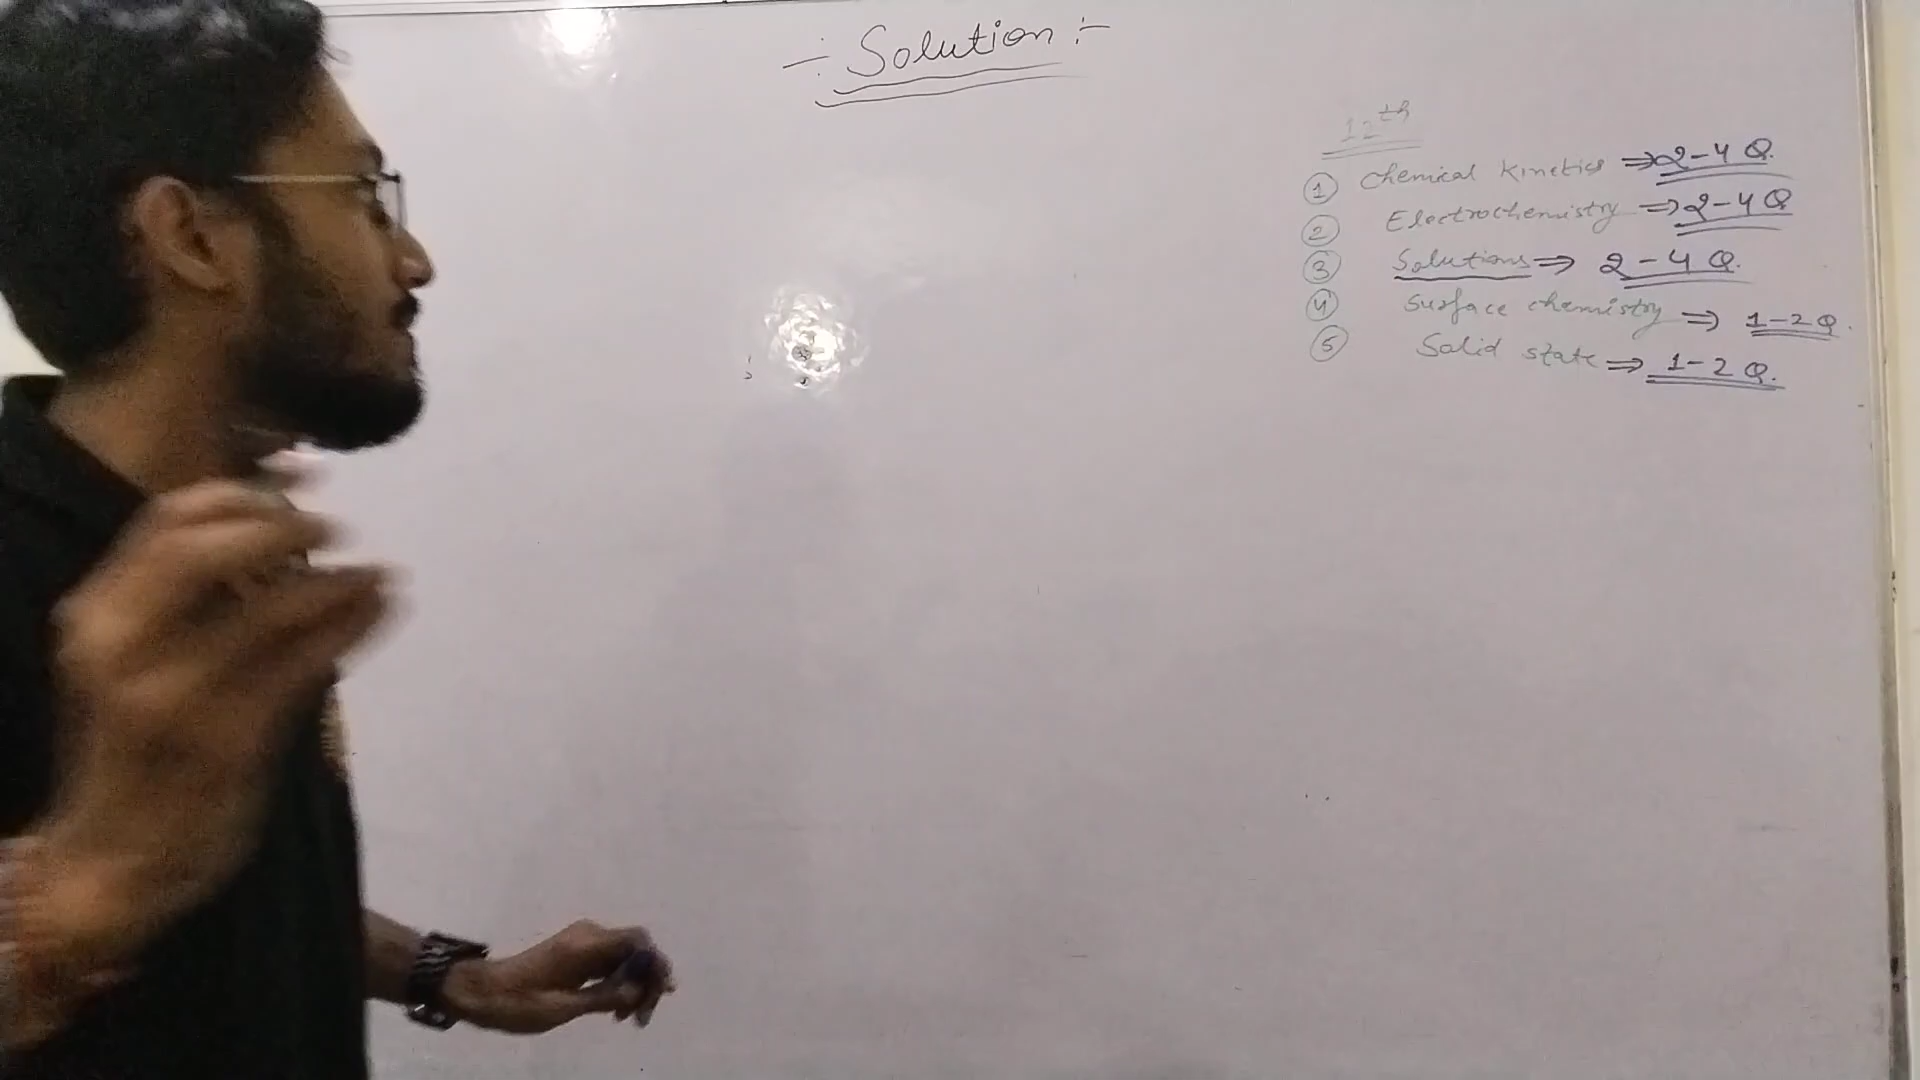 -: Solution :-
12th
① Chemical Kinetics ⇒ 2-4 Q.
② Electrochemistry ⇒ 2-4 Q
③ Solutions ⇒ 2-4 Q.
④ Surface chemistry ⇒ 1-2 Q.
⑤ Solid state ⇒ 1-2 Q.